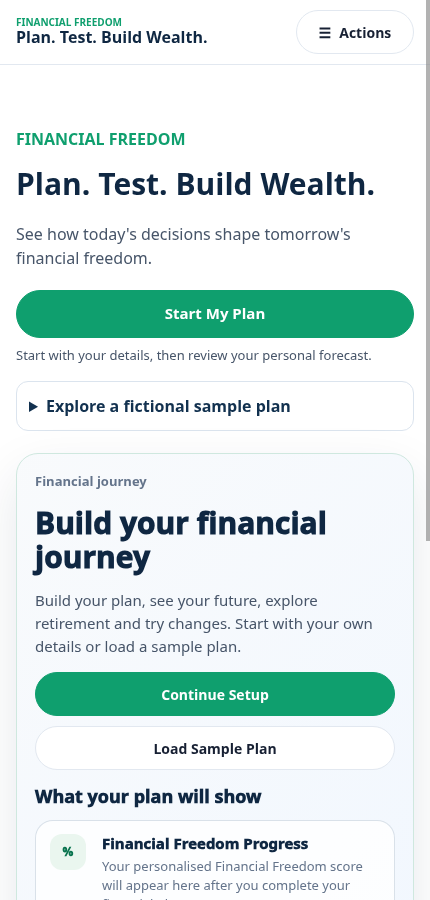 FINANCIAL FREEDOM
Plan. Test. Build Wealth.
☰ Actions
FINANCIAL FREEDOM
Plan. Test. Build Wealth.
See how today's decisions shape tomorrow's
financial freedom.
Start My Plan
Start with your details, then review your personal forecast.
Explore a fictional sample plan
Financial journey
Build your financial
journey
Build your plan, see your future, explore
retirement and try changes. Start with your own
details or load a sample plan.
Continue Setup
Load Sample Plan
What your plan will show
%
Financial Freedom Progress
Your personalised Financial Freedom score
will appear here after you complete your